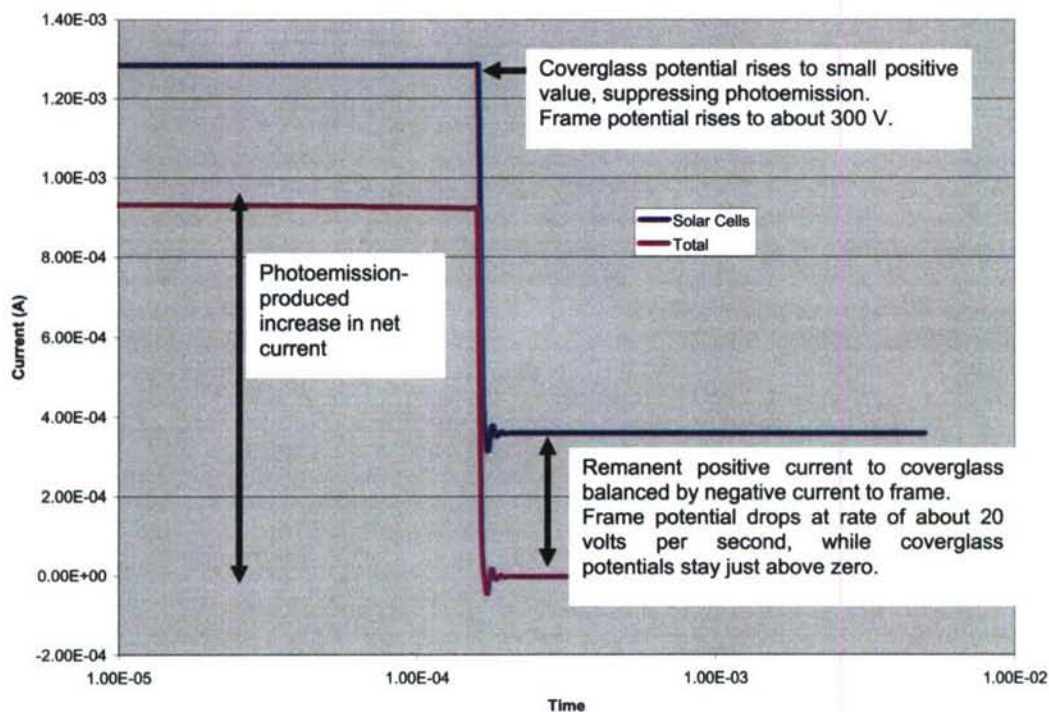 1.40E-03
1.20E-03
1.00E-03
8.00E-04
6.00E-04
4.00E-04
2.00E-04
0.00E+00
-2.00E-04
Current (A)
Coverglass potential rises to small positive
value, suppressing photoemission.
Frame potential rises to about 300 V.
Solar Cells
Total
Photoemission-
produced
increase in net
current
Remanent positive current to coverglass
balanced by negative current to frame.
Frame potential drops at rate of about 20
volts per second, while coverglass
potentials stay just above zero.
1.00E-05
1.00E-04
1.00E-03
1.00E-02
Time